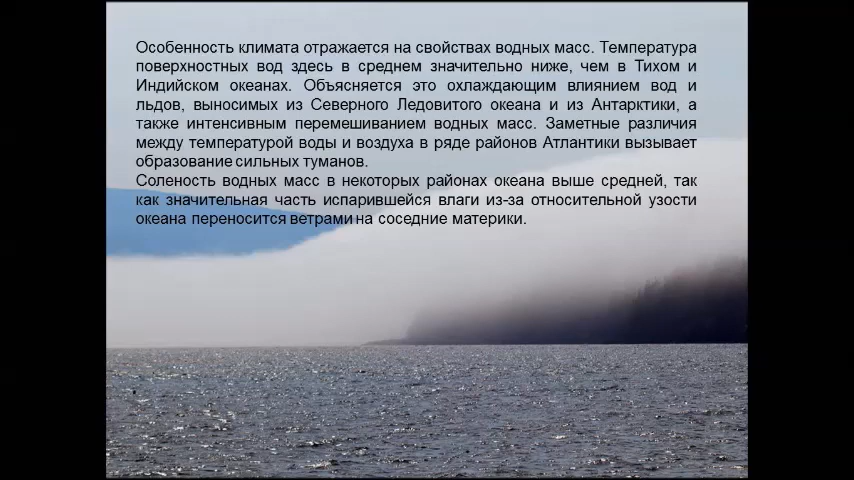 Особенность климата отражается на свойствах водных масс. Температура
поверхностных вод здесь в среднем значительно ниже, чем в Тихом и
Индийском океанах. Объясняется это охлаждающим влиянием вод и
льдов, выносимых из Северного Ледовитого океана и из Антарктики, а
также интенсивным перемешиванием водных масс. Заметные различия
между температурой воды и воздуха в ряде районов Атлантики вызывает
образование сильных туманов.
Соленость водных масс в некоторых районах океана выше средней, так
как значительная часть испарившейся влаги из-за относительной узости
океана переносится ветрами на соседние материки.